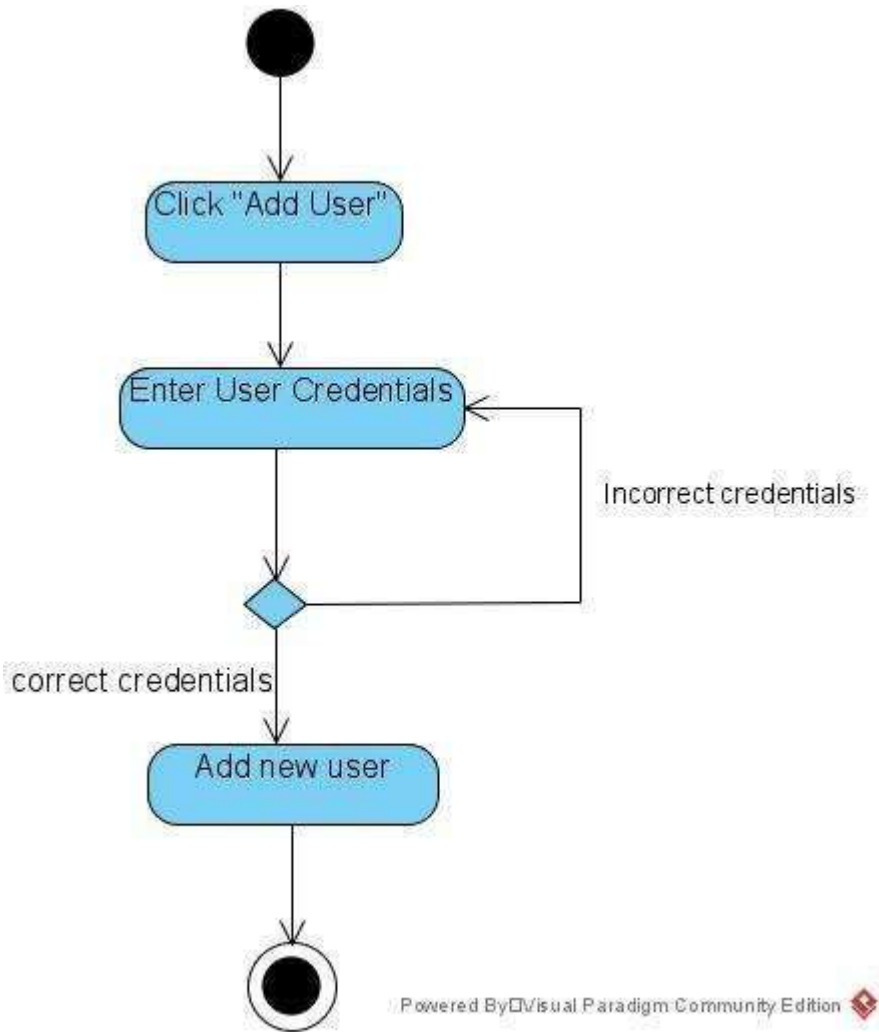 Click "Add User"
Enter User Credentials
Incorrect credentials
correct credentials
Add new user
Powered By□Visual Paradigm Community Edition